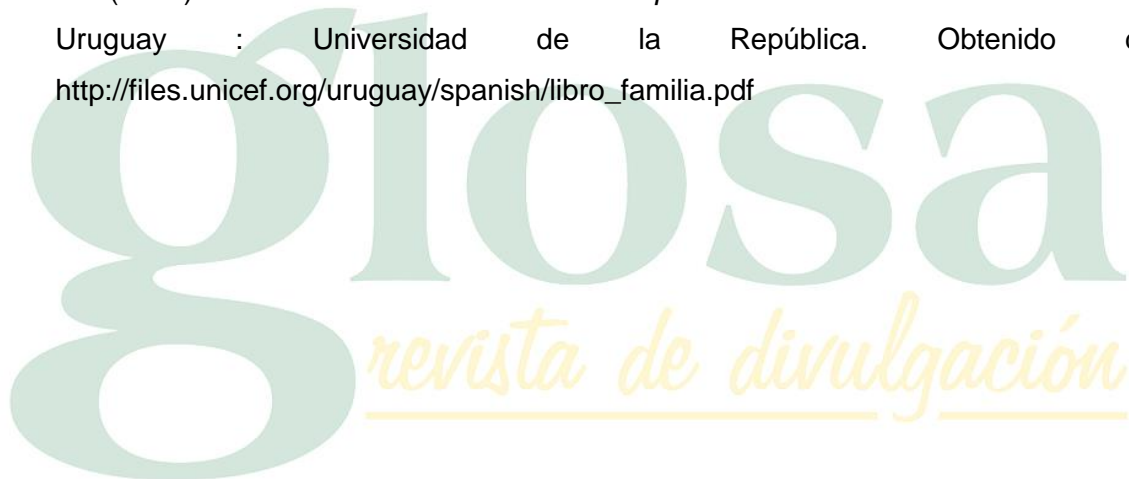 Uruguay : Universidad de la República. Obtenido
http://files.unicef.org/uruguay/spanish/libro_familia.pdf
glosa
revista de divulgación